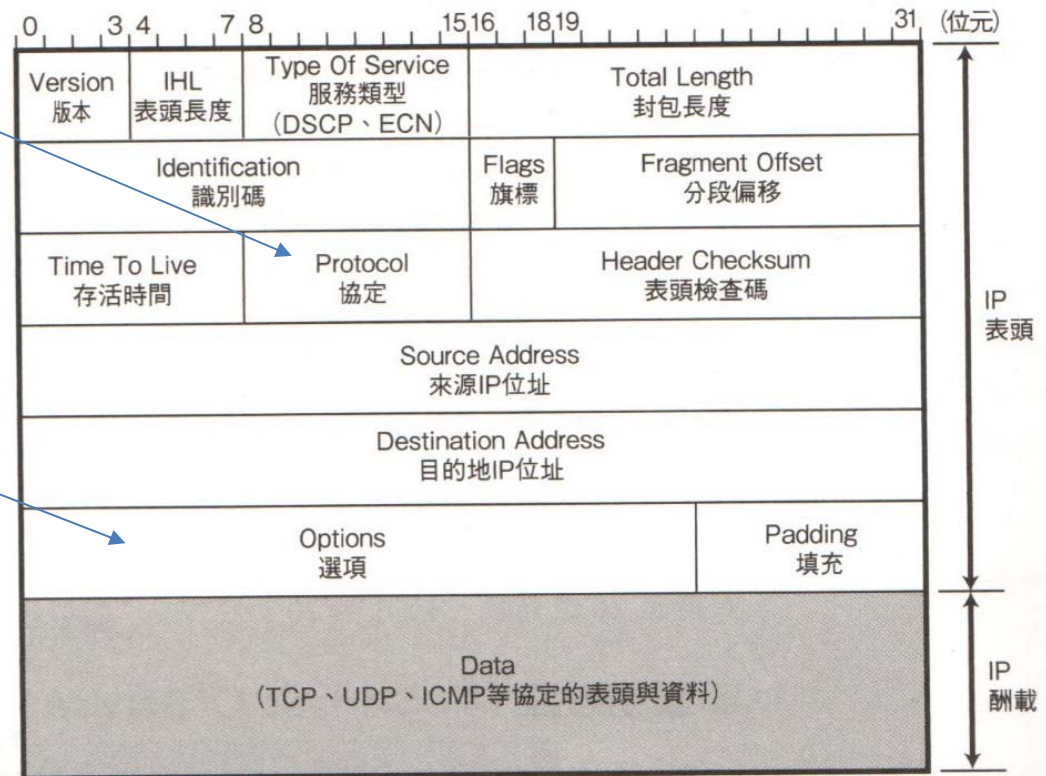 0 3 4 7 8 1516 1819 31 (位元)
Version
版本
IHL
表頭長度
Type Of Service
服務類型
(DSCP、ECN)
Total Length
封包長度
Identification
識別碼
Flags
旗標
Fragment Offset
分段偏移
Time To Live
存活時間
Protocol
協定
Header Checksum
表頭檢查碼
Source Address
來源IP位址
Destination Address
目的地IP位址
Options
選項
Padding
填充
IP
表頭
Data
(TCP、UDP、ICMP等協定的表頭與資料)
IP
酬載